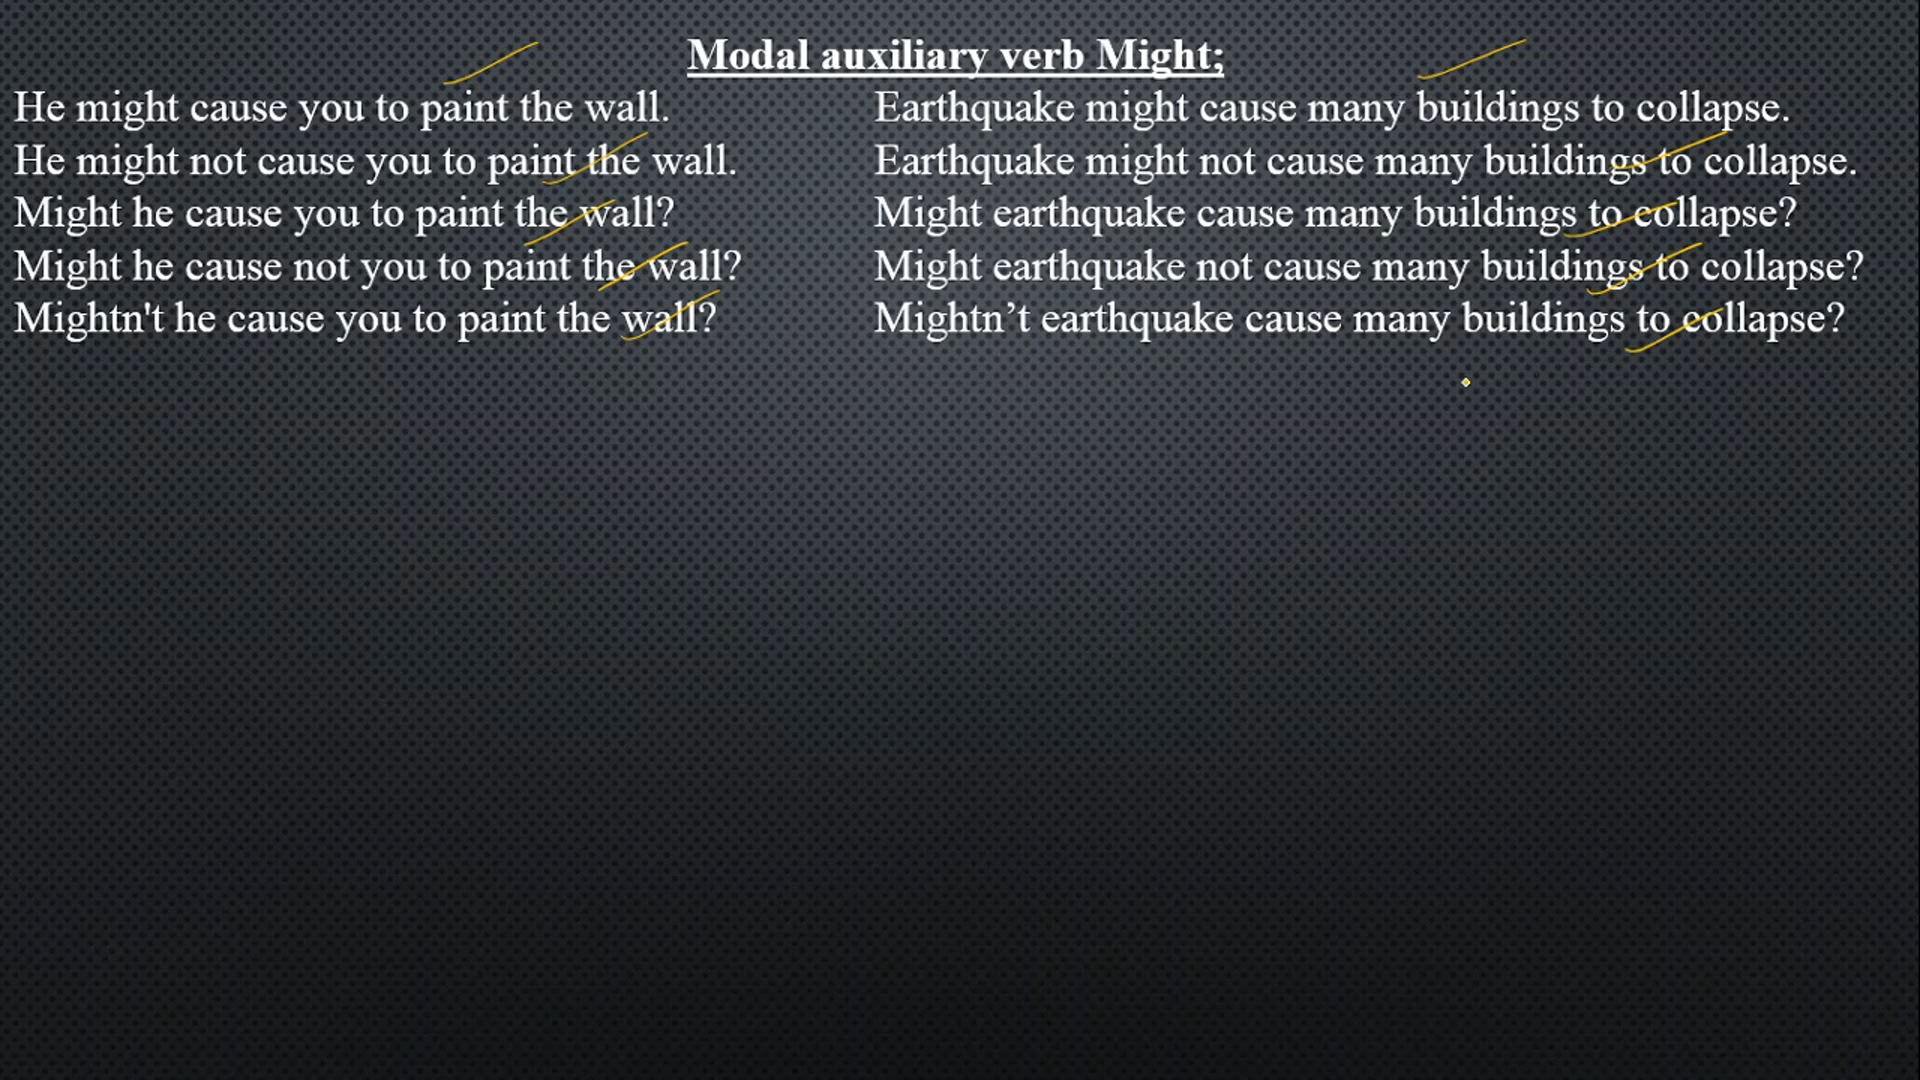 Modal auxiliary verb Might;
He might cause you to paint the wall.
He might not cause you to paint the wall.
Might he cause you to paint the wall?
Might he cause not you to paint the wall?
Mightn't he cause you to paint the wall?
Earthquake might cause many buildings to collapse.
Earthquake might not cause many buildings to collapse.
Might earthquake cause many buildings to collapse?
Might earthquake not cause many buildings to collapse?
Mightn’t earthquake cause many buildings to collapse?